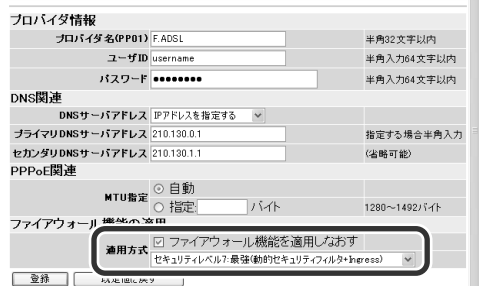 プロバイダ情報
プロバイダ名(PP01) F.ADSL 半角32文字以内
ユーザID username 半角入力64文字以内
パスワード ●●●●●●●● 半角入力64文字以内
DNS関連
DNSサーバアドレス IPアドレスを指定する
プライマリDNSサーバアドレス 210.130.0.1 指定する場合半角入力
セカンダリDNSサーバアドレス 210.130.1.1 (省略可能)
PPPoE関連
MTU指定 自動
指定: バイト 1280～1492バイト
ファイアウォール機能の適用
適用方式 ファイアウォール機能を適用しなおす
セキュリティレベル7:最強(動的セキュリティフィルタ+Ingress)
登録 既定値に戻す